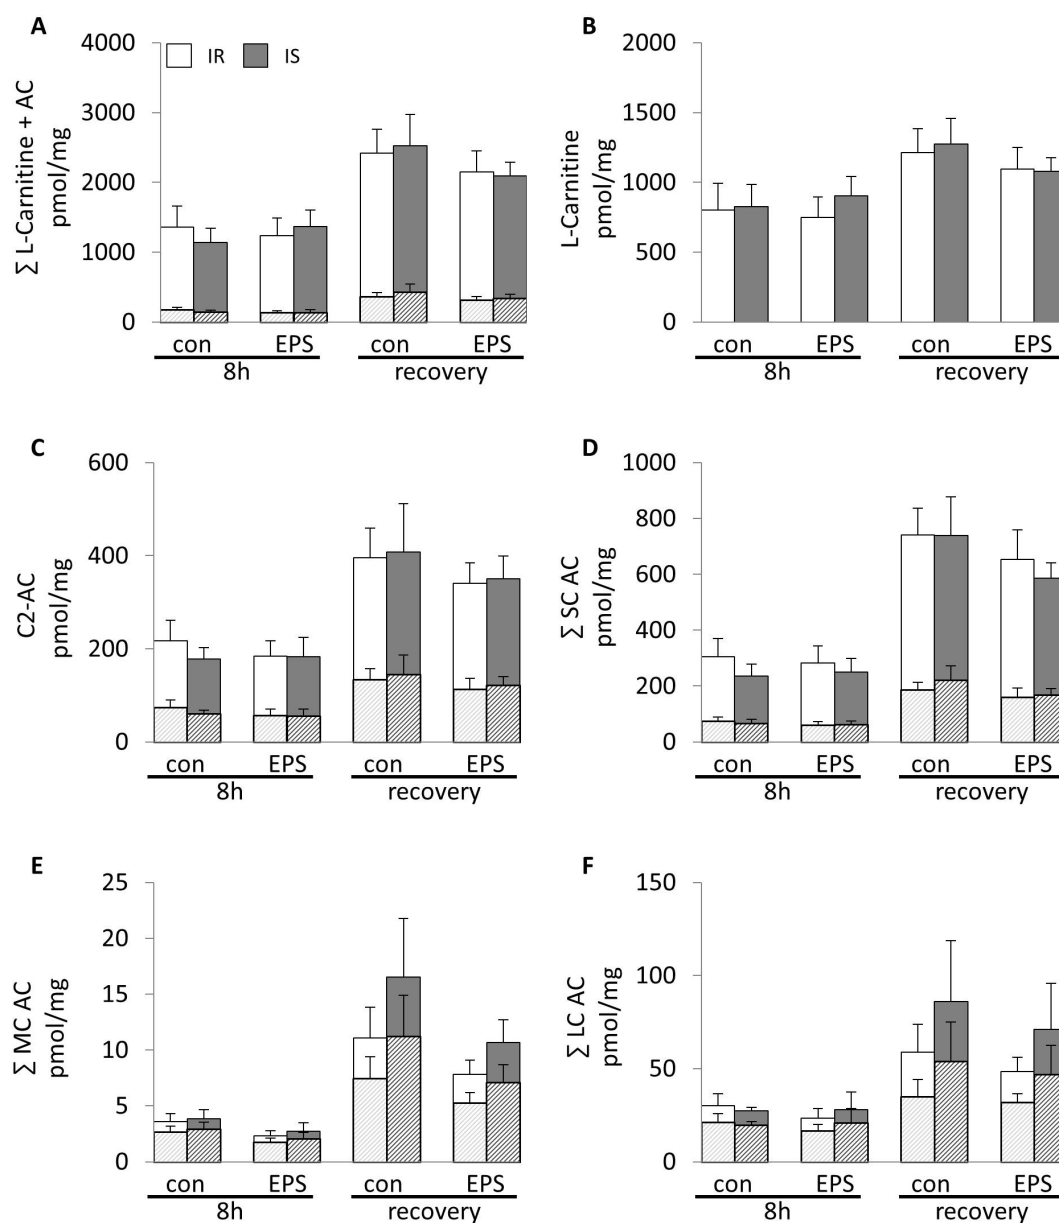 A
∑ L-Carnitine + AC
pmol/mg
4000
3000
2000
1000
0
IR IS
con EPS con EPS
8h recovery
B
L-Carnitine
pmol/mg
2000
1500
1000
500
0
con EPS con EPS
8h recovery
C
C2-AC
pmol/mg
600
400
200
0
con EPS con EPS
8h recovery
D
∑ SC AC
pmol/mg
1000
800
600
400
200
0
con EPS con EPS
8h recovery
E
∑ MC AC
pmol/mg
25
20
15
10
5
0
con EPS con EPS
8h recovery
F
∑ LC AC
pmol/mg
150
100
50
0
con EPS con EPS
8h recovery